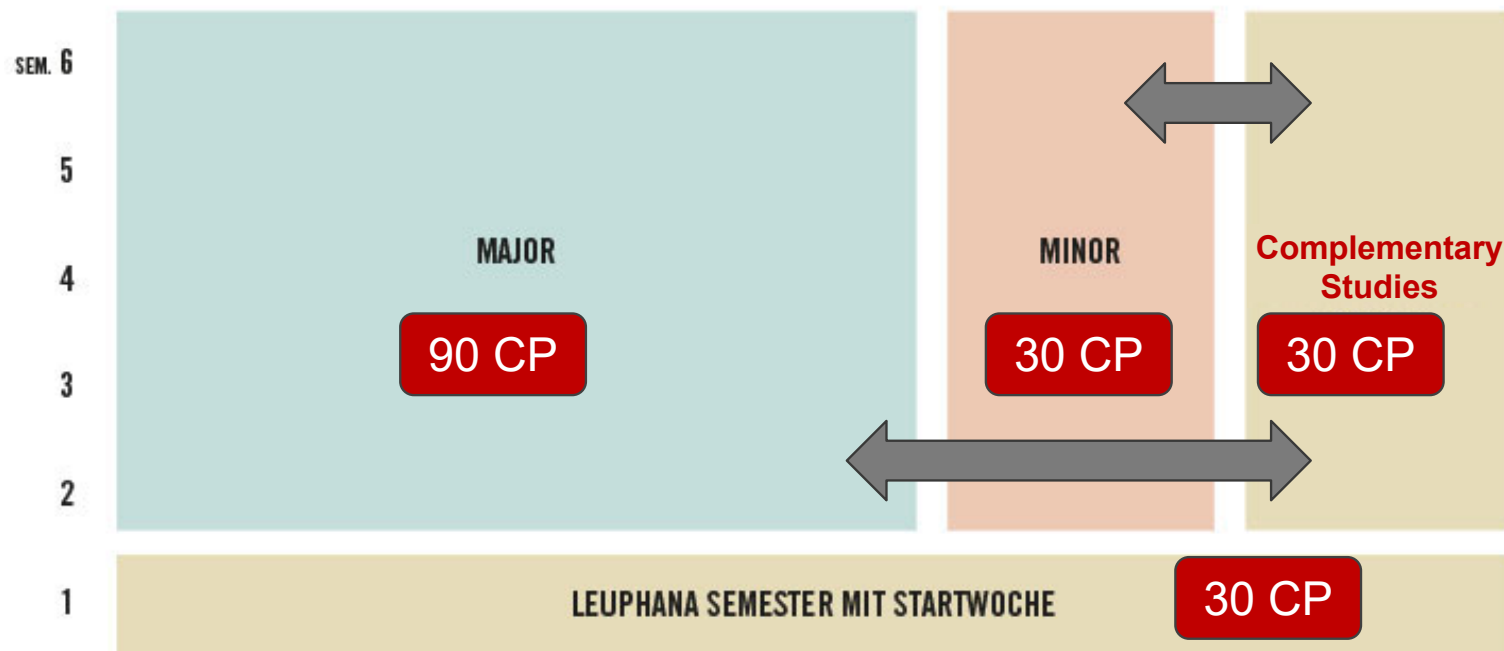 SEM. 6
5
MAJOR
MINOR
Complementary
Studies
4
90 CP
30 CP
30 CP
3
2
1
LEUPHANA SEMESTER MIT STARTWOCHE
30 CP